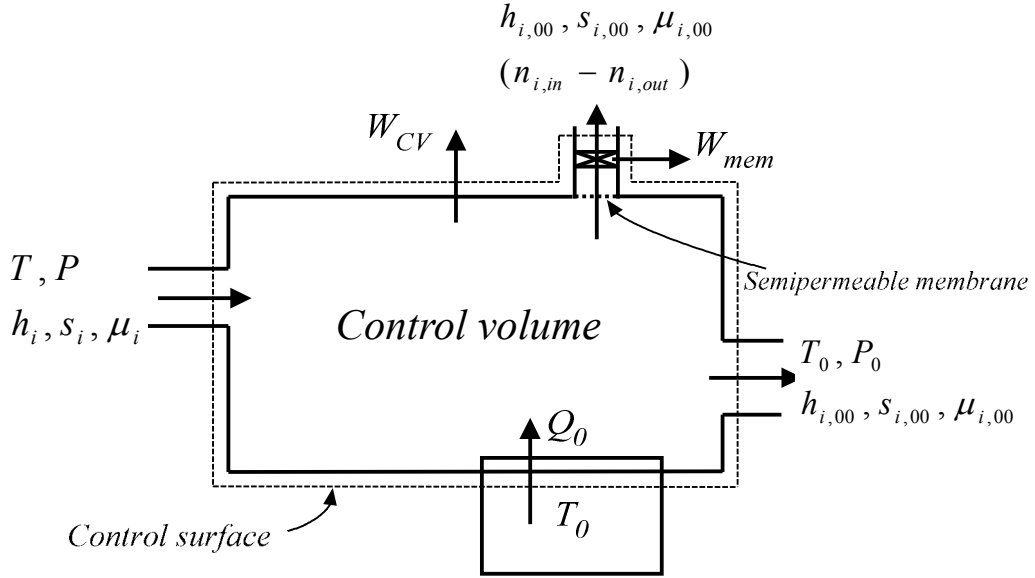 h_{i,00} , s_{i,00} , μ_{i,00}
(n_{i,in} − n_{i,out})
W_{CV}
W_{mem}
T , P
Semipermeable membrane
h_i , s_i , μ_i
Control volume
T_0 , P_0
h_{i,00} , s_{i,00} , μ_{i,00}
Q_0
T_0
Control surface